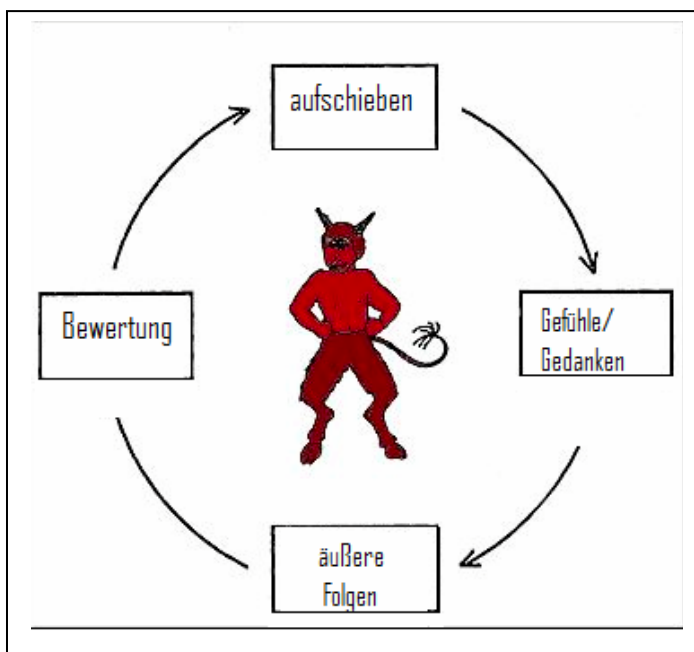 aufschieben
Gefühle/
Gedanken
äußere
Folgen
Bewertung